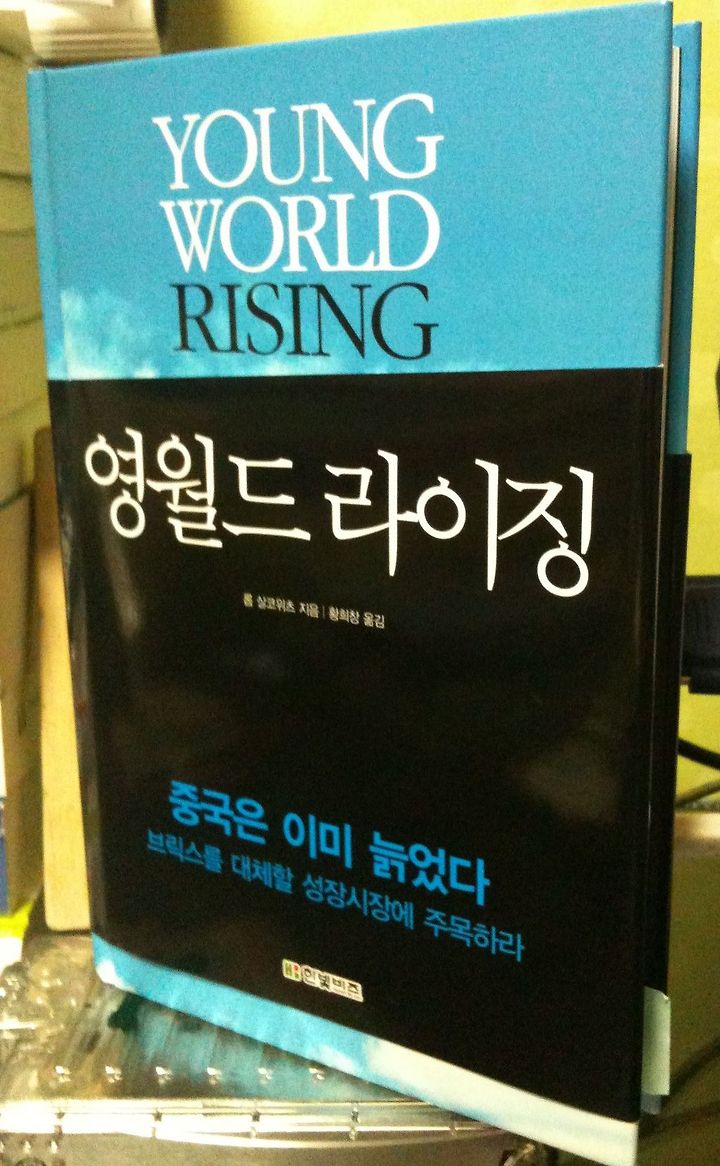 YOUNG
WORLD
RISING
영월드 라이징
롭 살코위츠 지음 | 황희창 옮김
중국은 이미 늙었다
브릭스를 대체할 성장시장에 주목하라
HB 한빛비즈